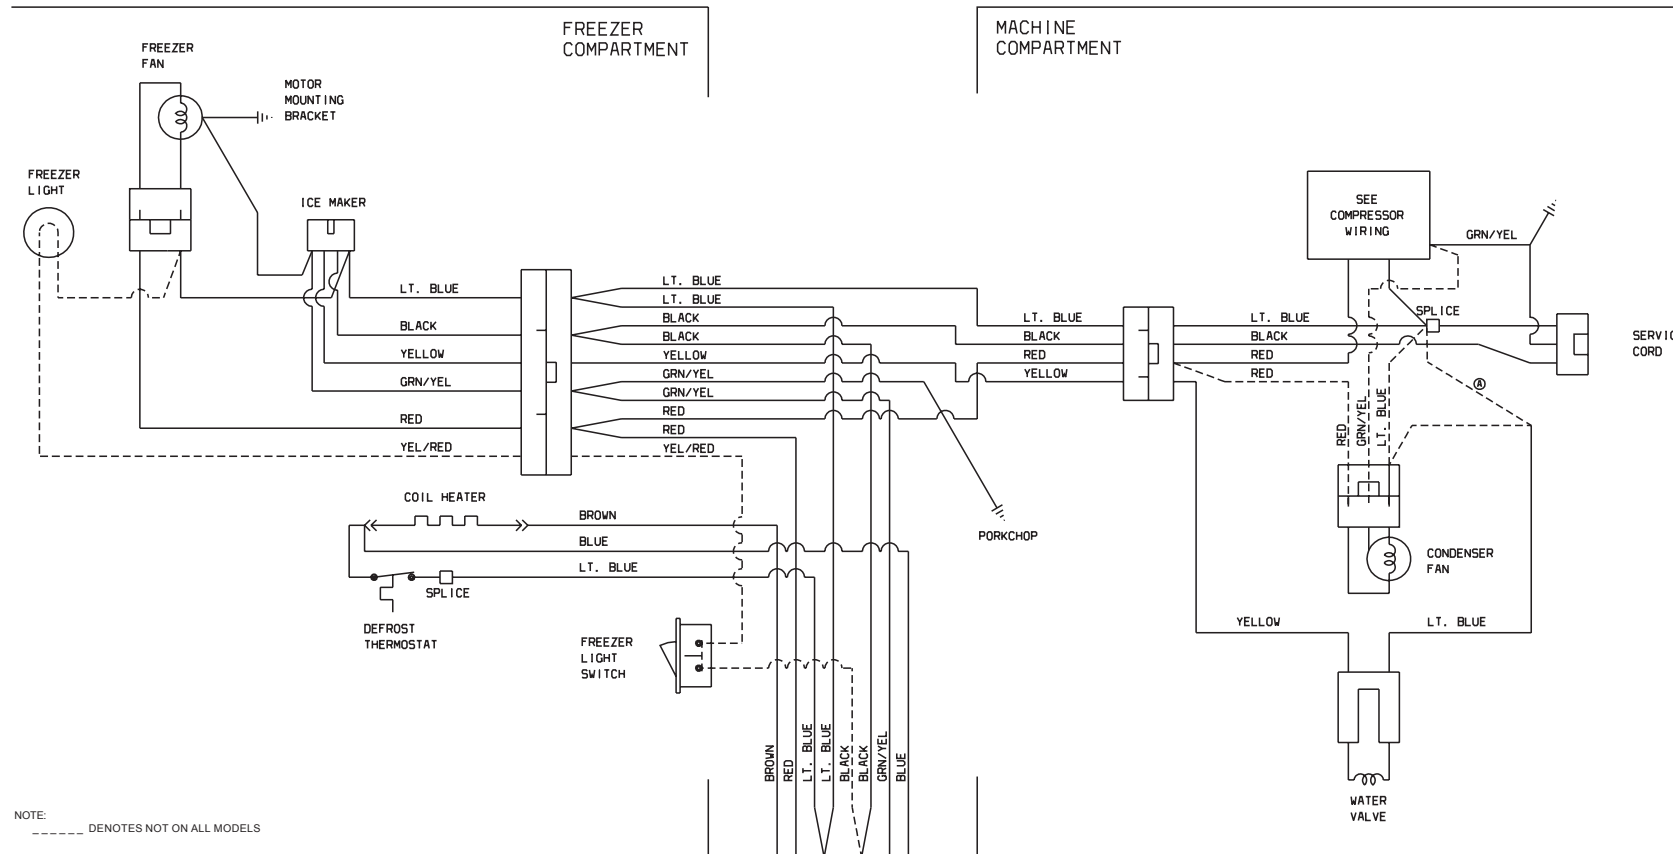 FREEZER
COMPARTMENT
MACHINE
COMPARTMENT
FREEZER
FAN
MOTOR
MOUNTING
BRACKET
FREEZER
LIGHT
ICE MAKER
SEE
COMPRESSOR
WIRING
GRN/YEL
LT. BLUE
BLACK
YELLOW
GRN/YEL
RED
YEL/RED
LT. BLUE
LT. BLUE
BLACK
BLACK
YELLOW
GRN/YEL
GRN/YEL
RED
RED
YEL/RED
LT. BLUE
BLACK
RED
YELLOW
LT. BLUE
BLACK
RED
RED
SPLICE
SERVIC
CORD
A
RED
GRN/YEL
LT. BLUE
COIL HEATER
BROWN
BLUE
LT. BLUE
SPLICE
DEFROST
THERMOSTAT
PORKCHOP
CONDENSER
FAN
FREEZER
LIGHT
SWITCH
YELLOW
LT. BLUE
BROWN
RED
LT. BLUE
LT. BLUE
BLACK
BLACK
GRN/YEL
BLUE
WATER
VALVE
NOTE:
______ DENOTES NOT ON ALL MODELS